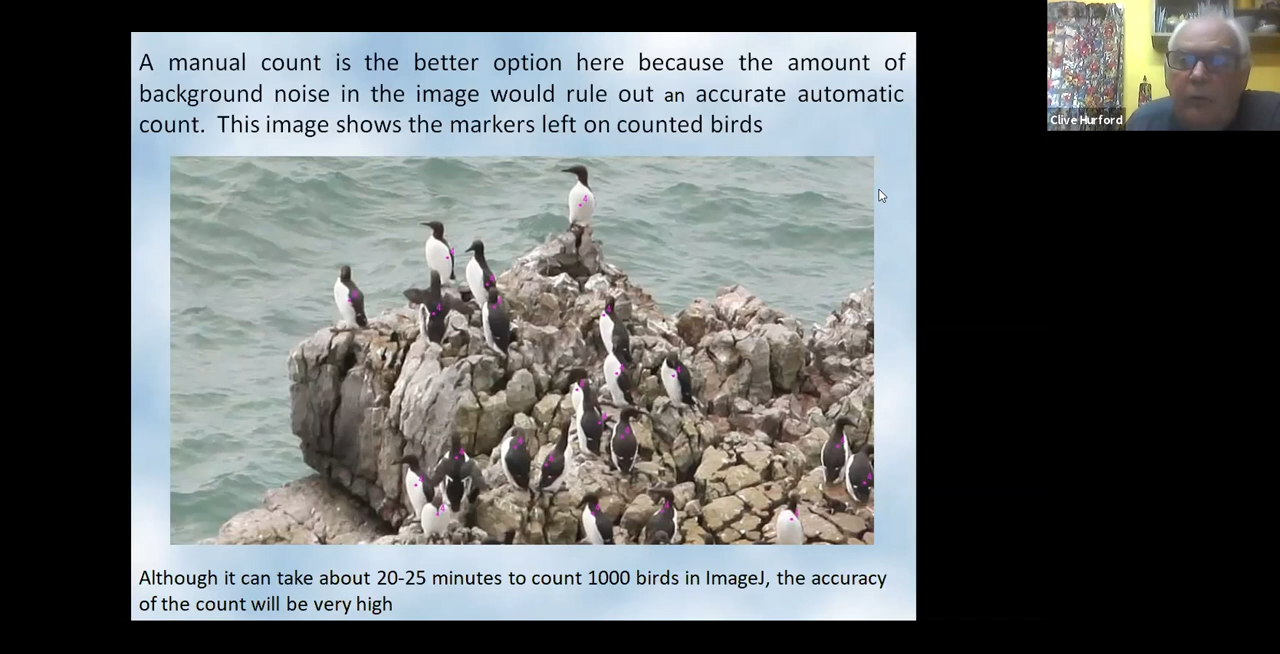 A manual count is the better option here because the amount of
background noise in the image would rule out an accurate automatic
count. This image shows the markers left on counted birds
Clive Hurford
Although it can take about 20-25 minutes to count 1000 birds in ImageJ, the accuracy
of the count will be very high